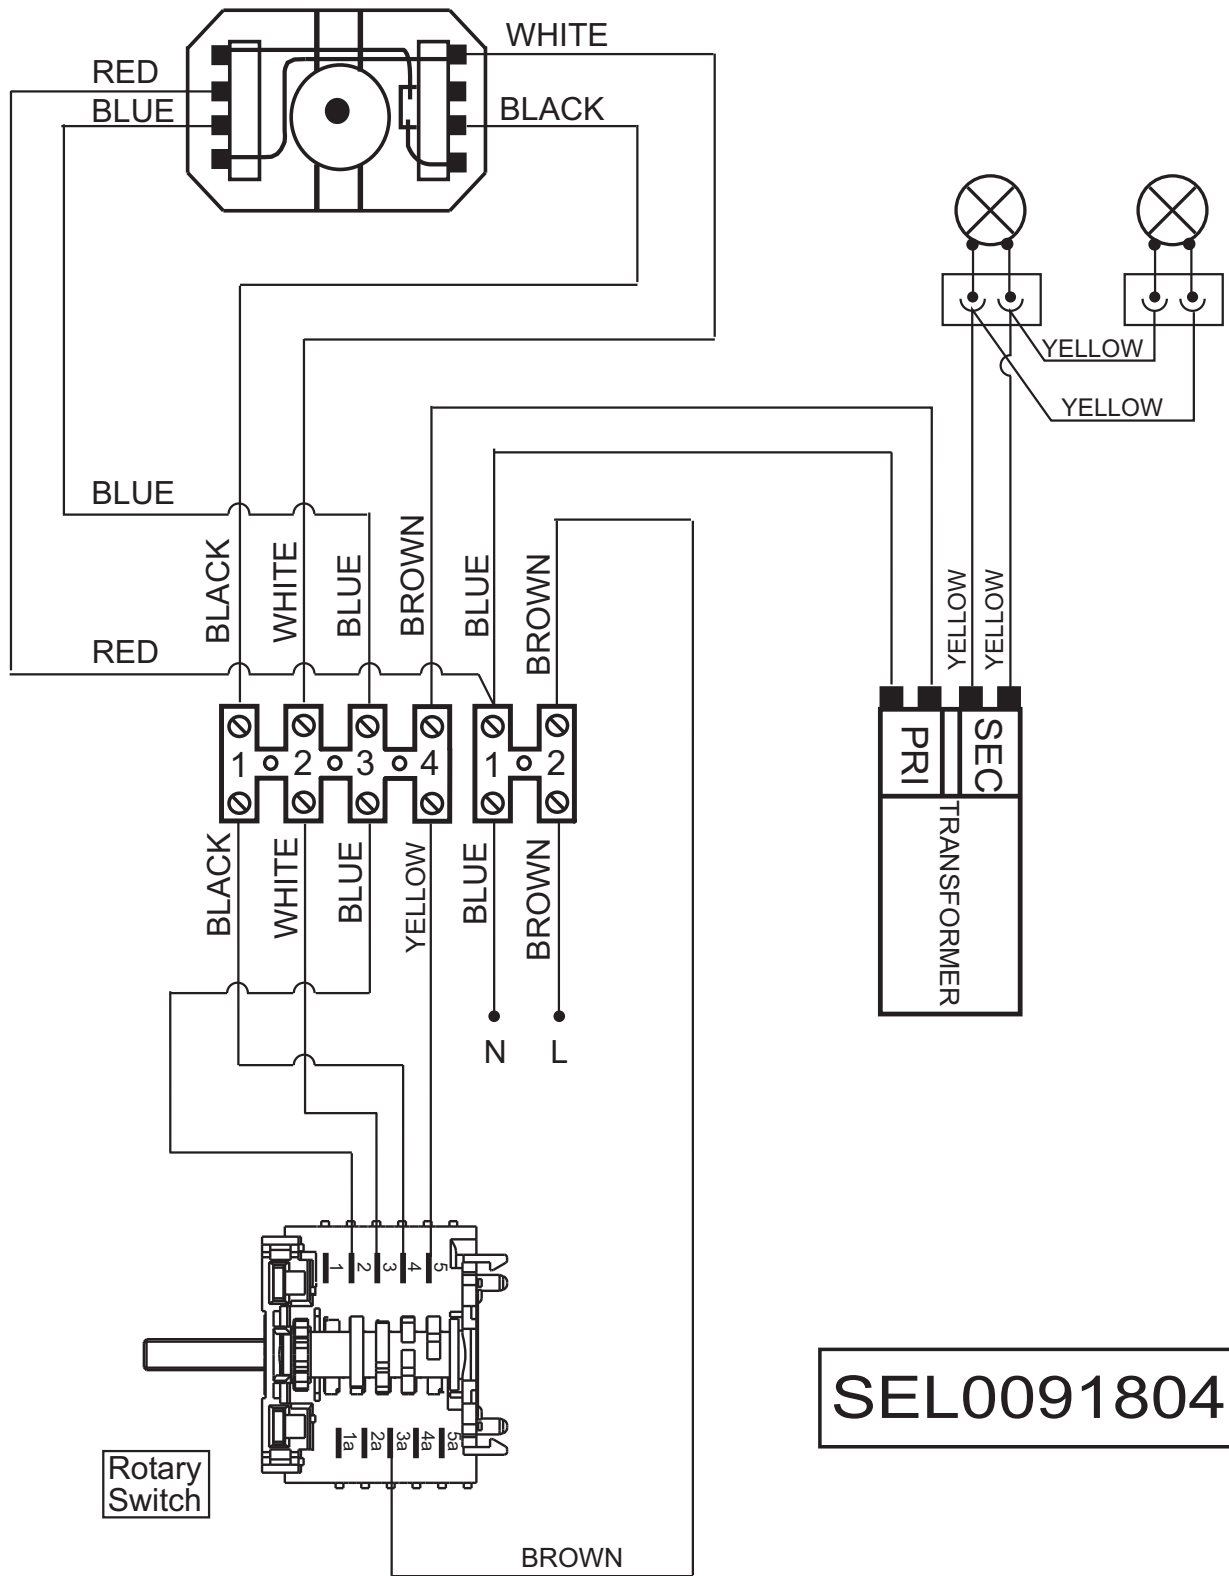 WHITE
RED
BLUE
BLACK
YELLOW
YELLOW
BLUE
BLACK
WHITE
BLUE
BROWN
BLUE
BROWN
YELLOW
YELLOW
RED
1 2 3 4
1 2
PRI
SEC
TRANSFORMER
BLACK
WHITE
BLUE
YELLOW
BLUE
BROWN
N L
1 2 3 4 5
1a 2a 3a 4a 5a
SEL0091804
Rotary
Switch
BROWN